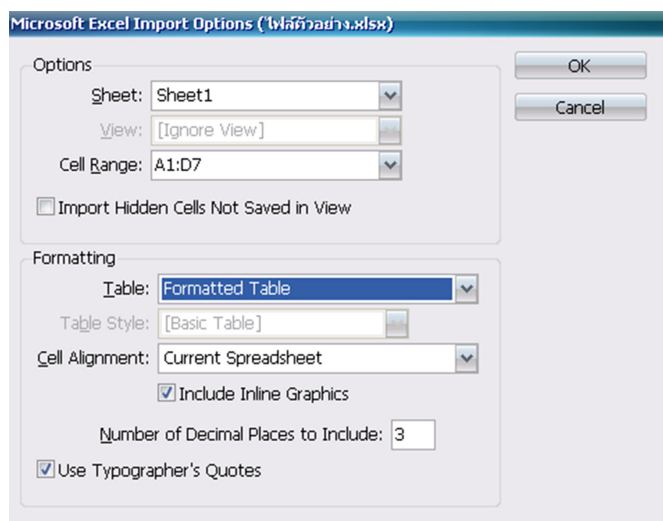 Microsoft Excel Import Options (ไฟล์ตัวอย่าง.xlsx)
Options
OK
Sheet: Sheet1
Cancel
View: [Ignore View]
Cell Range: A1:D7
Import Hidden Cells Not Saved in View
Formatting
Table: Formatted Table
Table Style: [Basic Table]
Cell Alignment: Current Spreadsheet
Include Inline Graphics
Number of Decimal Places to Include: 3
Use Typographer's Quotes